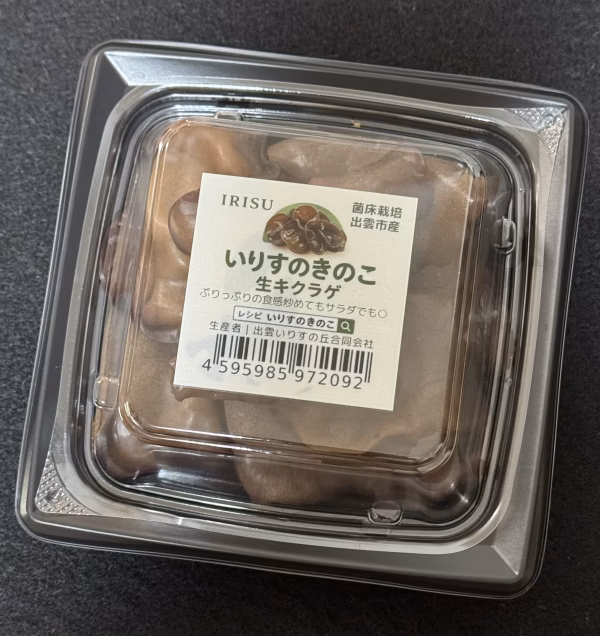 IRISU
菌床栽培
出雲市産
いりすのきのこ
生キクラゲ
ぷりっぷりの食感炒めてもサラダでも○
レシピ いりすのきのこ
生産者 | 出雲いりすの丘合同会社
4 595985 972092